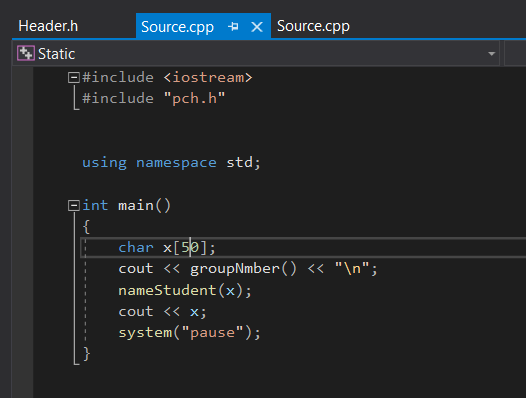 Header.h Source.cpp Source.cpp
Static
#include <iostream>
#include "pch.h"
using namespace std;
int main()
{
char x[50];
cout << groupNmber() << "\n";
nameStudent(x);
cout << x;
system("pause");
}